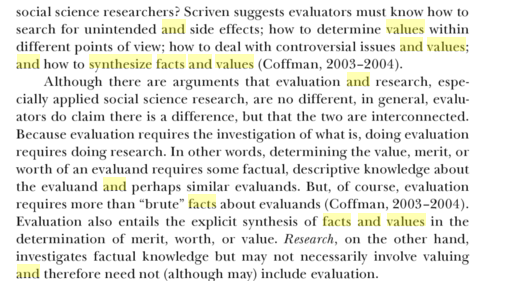 social science researchers? Scriven suggests evaluators must know how to
search for unintended and side effects; how to determine values within
different points of view; how to deal with controversial issues and values;
and how to synthesize facts and values (Coffman, 2003–2004).
Although there are arguments that evaluation and research, espe-
cially applied social science research, are no different, in general, evalu-
ators do claim there is a difference, but that the two are interconnected.
Because evaluation requires the investigation of what is, doing evaluation
requires doing research. In other words, determining the value, merit, or
worth of an evaluand requires some factual, descriptive knowledge about
the evaluand and perhaps similar evaluands. But, of course, evaluation
requires more than “brute” facts about evaluands (Coffman, 2003–2004).
Evaluation also entails the explicit synthesis of facts and values in the
determination of merit, worth, or value. Research, on the other hand,
investigates factual knowledge but may not necessarily involve valuing
and therefore need not (although may) include evaluation.